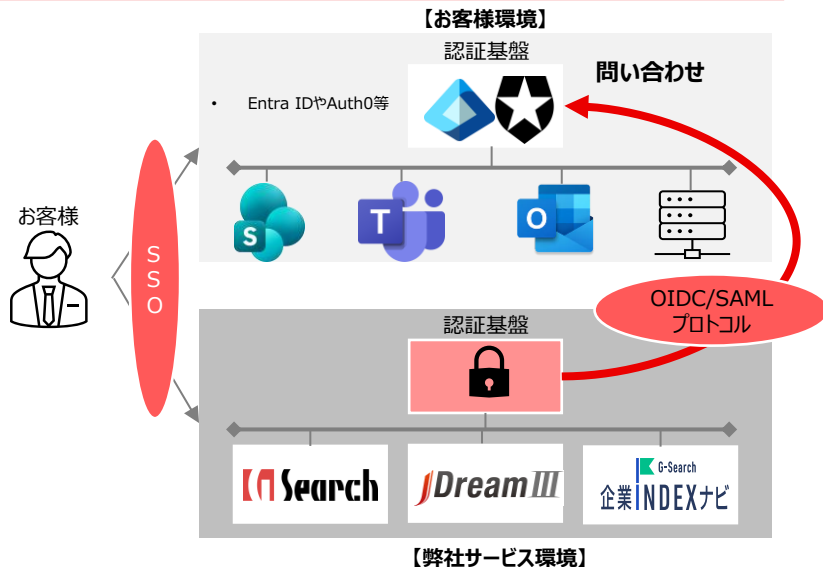 【お客様環境】
認証基盤
問い合わせ
• Entra IDやAuth0等
S
T
O
お客様
S
S
O
OIDC/SAML
プロトコル
認証基盤
G Search
JDreamIII
G-Search
企業INDEXナビ
【弊社サービス環境】